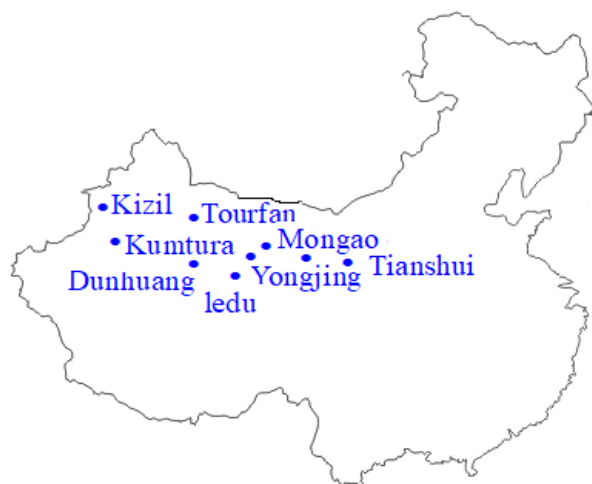 Kizil
Tourfan
Kumtura
Mongao
Dunhuang
Yongjing
Tianshui
ledu